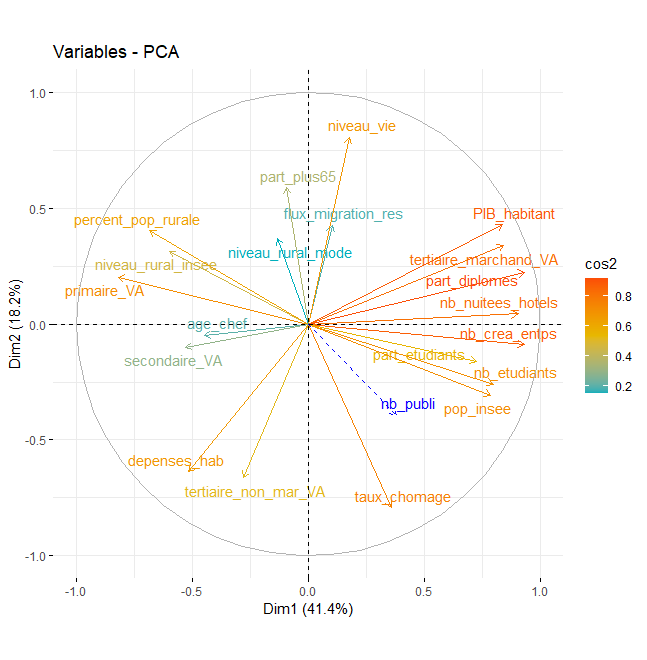 Variables - PCA
1.0
0.5
0.0
-0.5
-1.0
Dim2 (18.2%)
niveau_vie
part_plus65
flux_migration_res
percent_pop_rurale
PIB_habitant
niveau_rural_mode
niveau_rural_insee
tertiaire_marchand_VA
part_diplomes
primaire_VA
nb_nuitees_hotels
age_chef
nb_crea_entps
secondaire_VA
part_etudiants
nb_etudiants
nb_publi
pop_insee
depenses_hab
tertiaire_non_mar_VA
taux_chomage
-1.0 -0.5 0.0 0.5 1.0
Dim1 (41.4%)
cos2
0.8
0.6
0.4
0.2